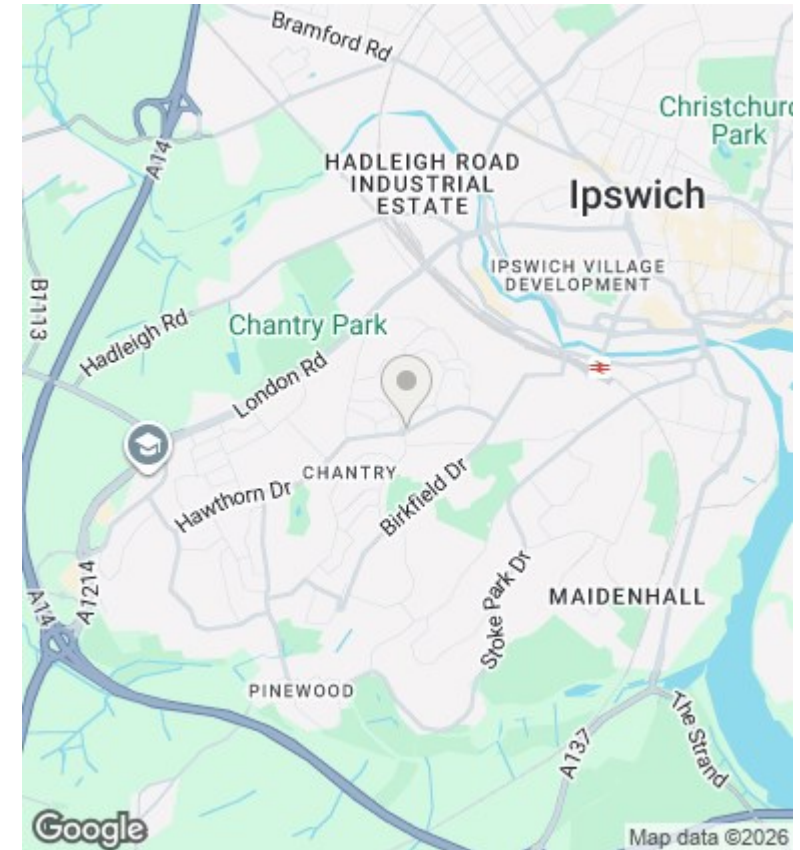 Bramford Rd
Christchurc
Park
A14
HADLEIGH ROAD
INDUSTRIAL
ESTATE
Ipswich
IPSWICH VILLAGE
DEVELOPMENT
B1113
Hadleigh Rd
Chantry Park
London Rd
CHANTRY
Hawthorn Dr
Birkfield Dr
Stoke Park Dr
MAIDENHALL
A14
A1214
PINEWOOD
A137
The Strand
Google
Map data ©2026